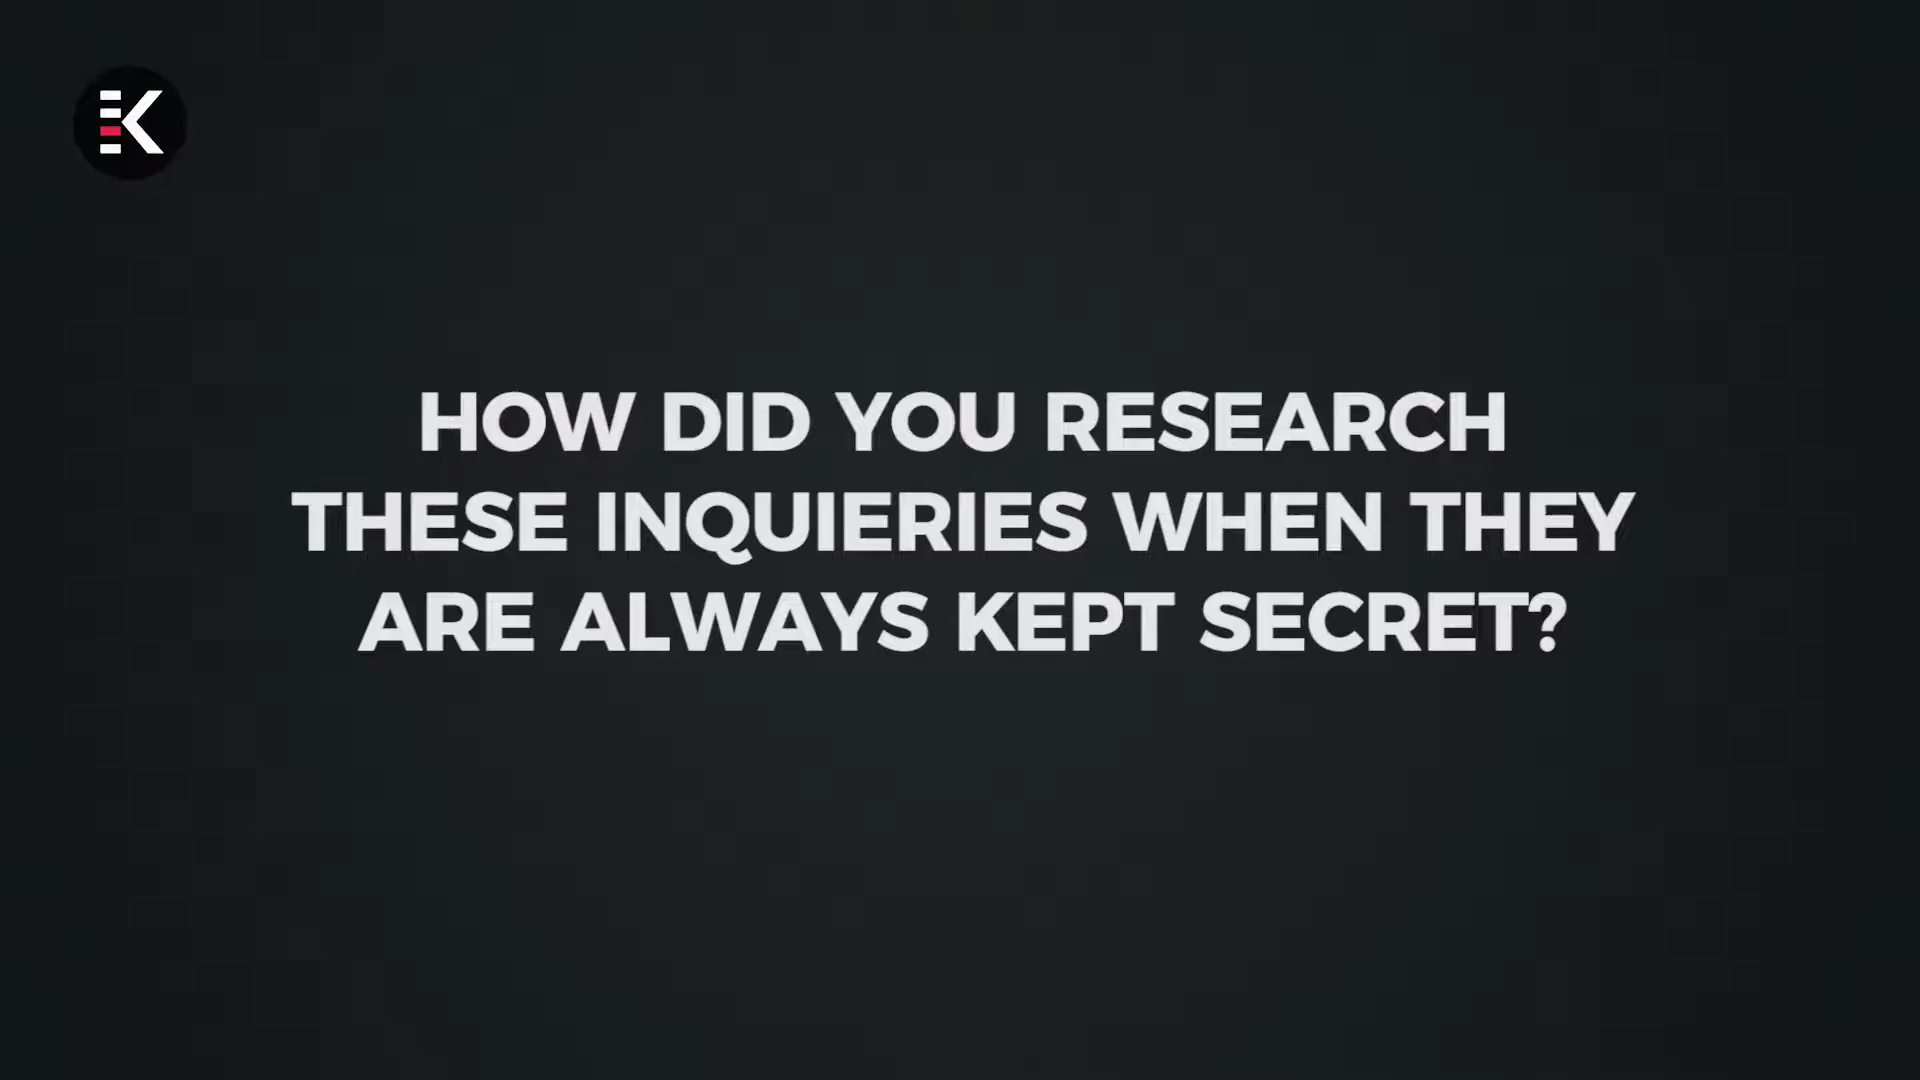 K
HOW DID YOU RESEARCH
THESE INQUIERIES WHEN THEY
ARE ALWAYS KEPT SECRET?